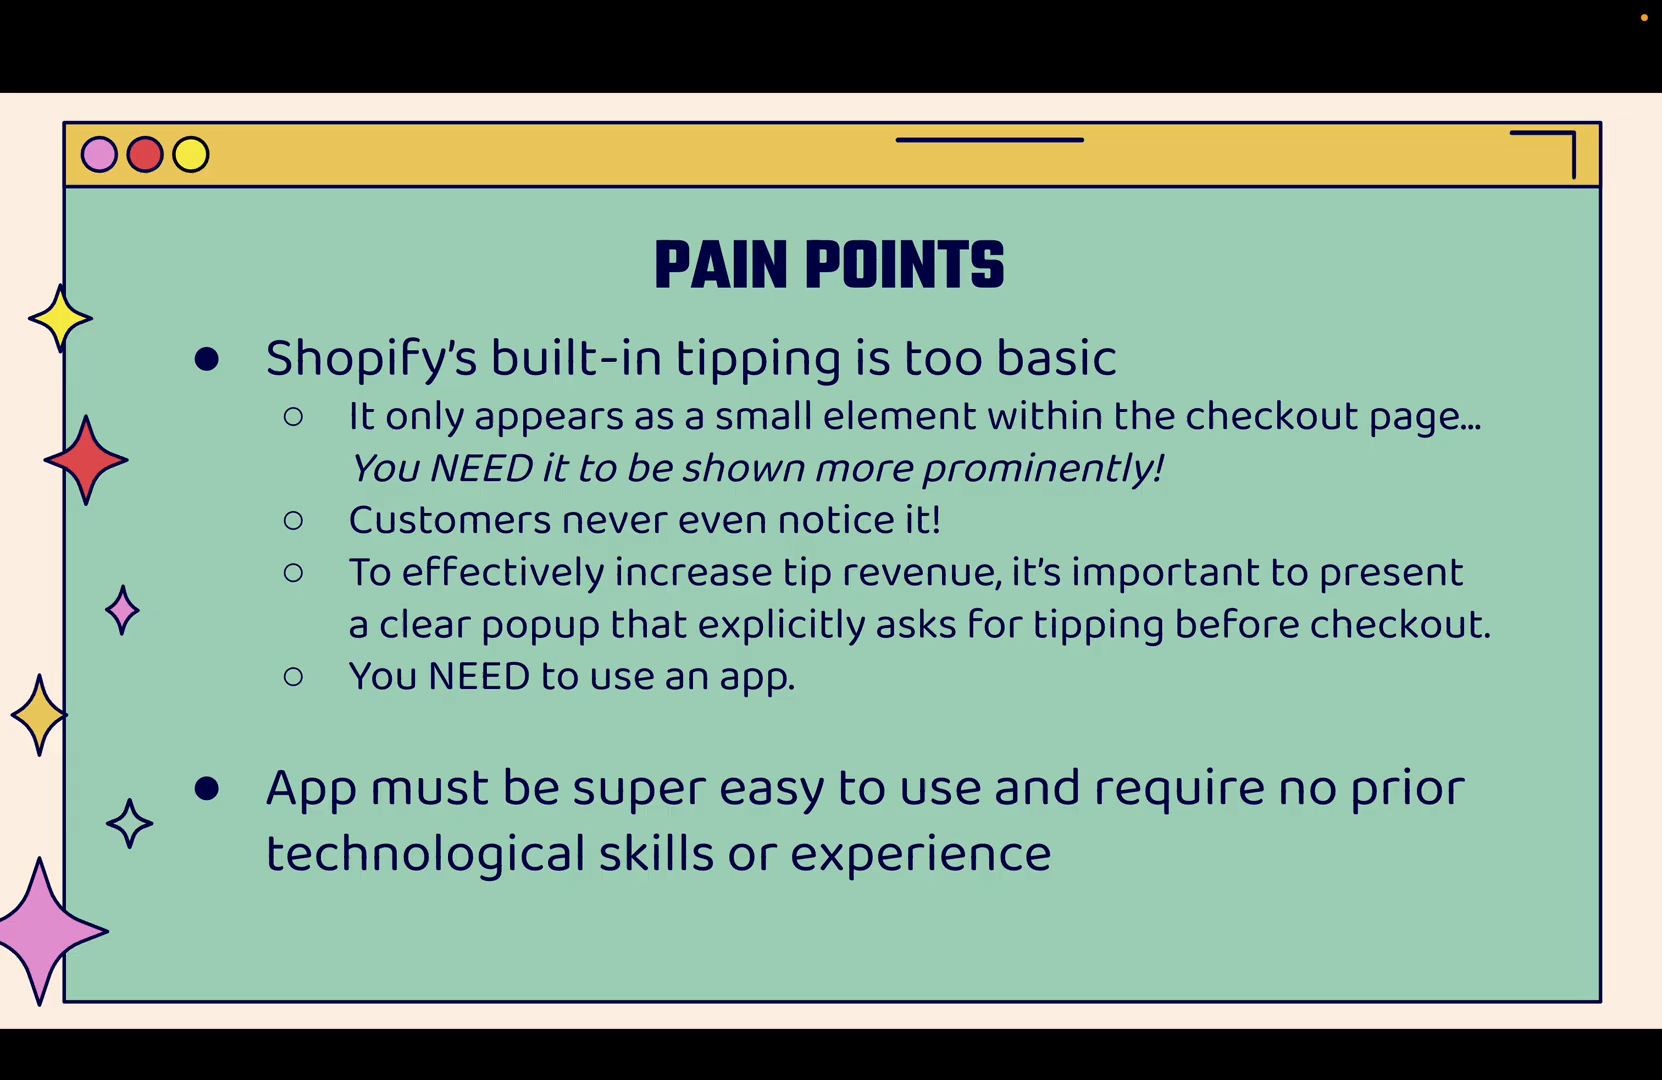 PAIN POINTS
● Shopify’s built-in tipping is too basic
○ It only appears as a small element within the checkout page...
You NEED it to be shown more prominently!
○ Customers never even notice it!
○ To effectively increase tip revenue, it’s important to present
a clear popup that explicitly asks for tipping before checkout.
○ You NEED to use an app.
● App must be super easy to use and require no prior
technological skills or experience